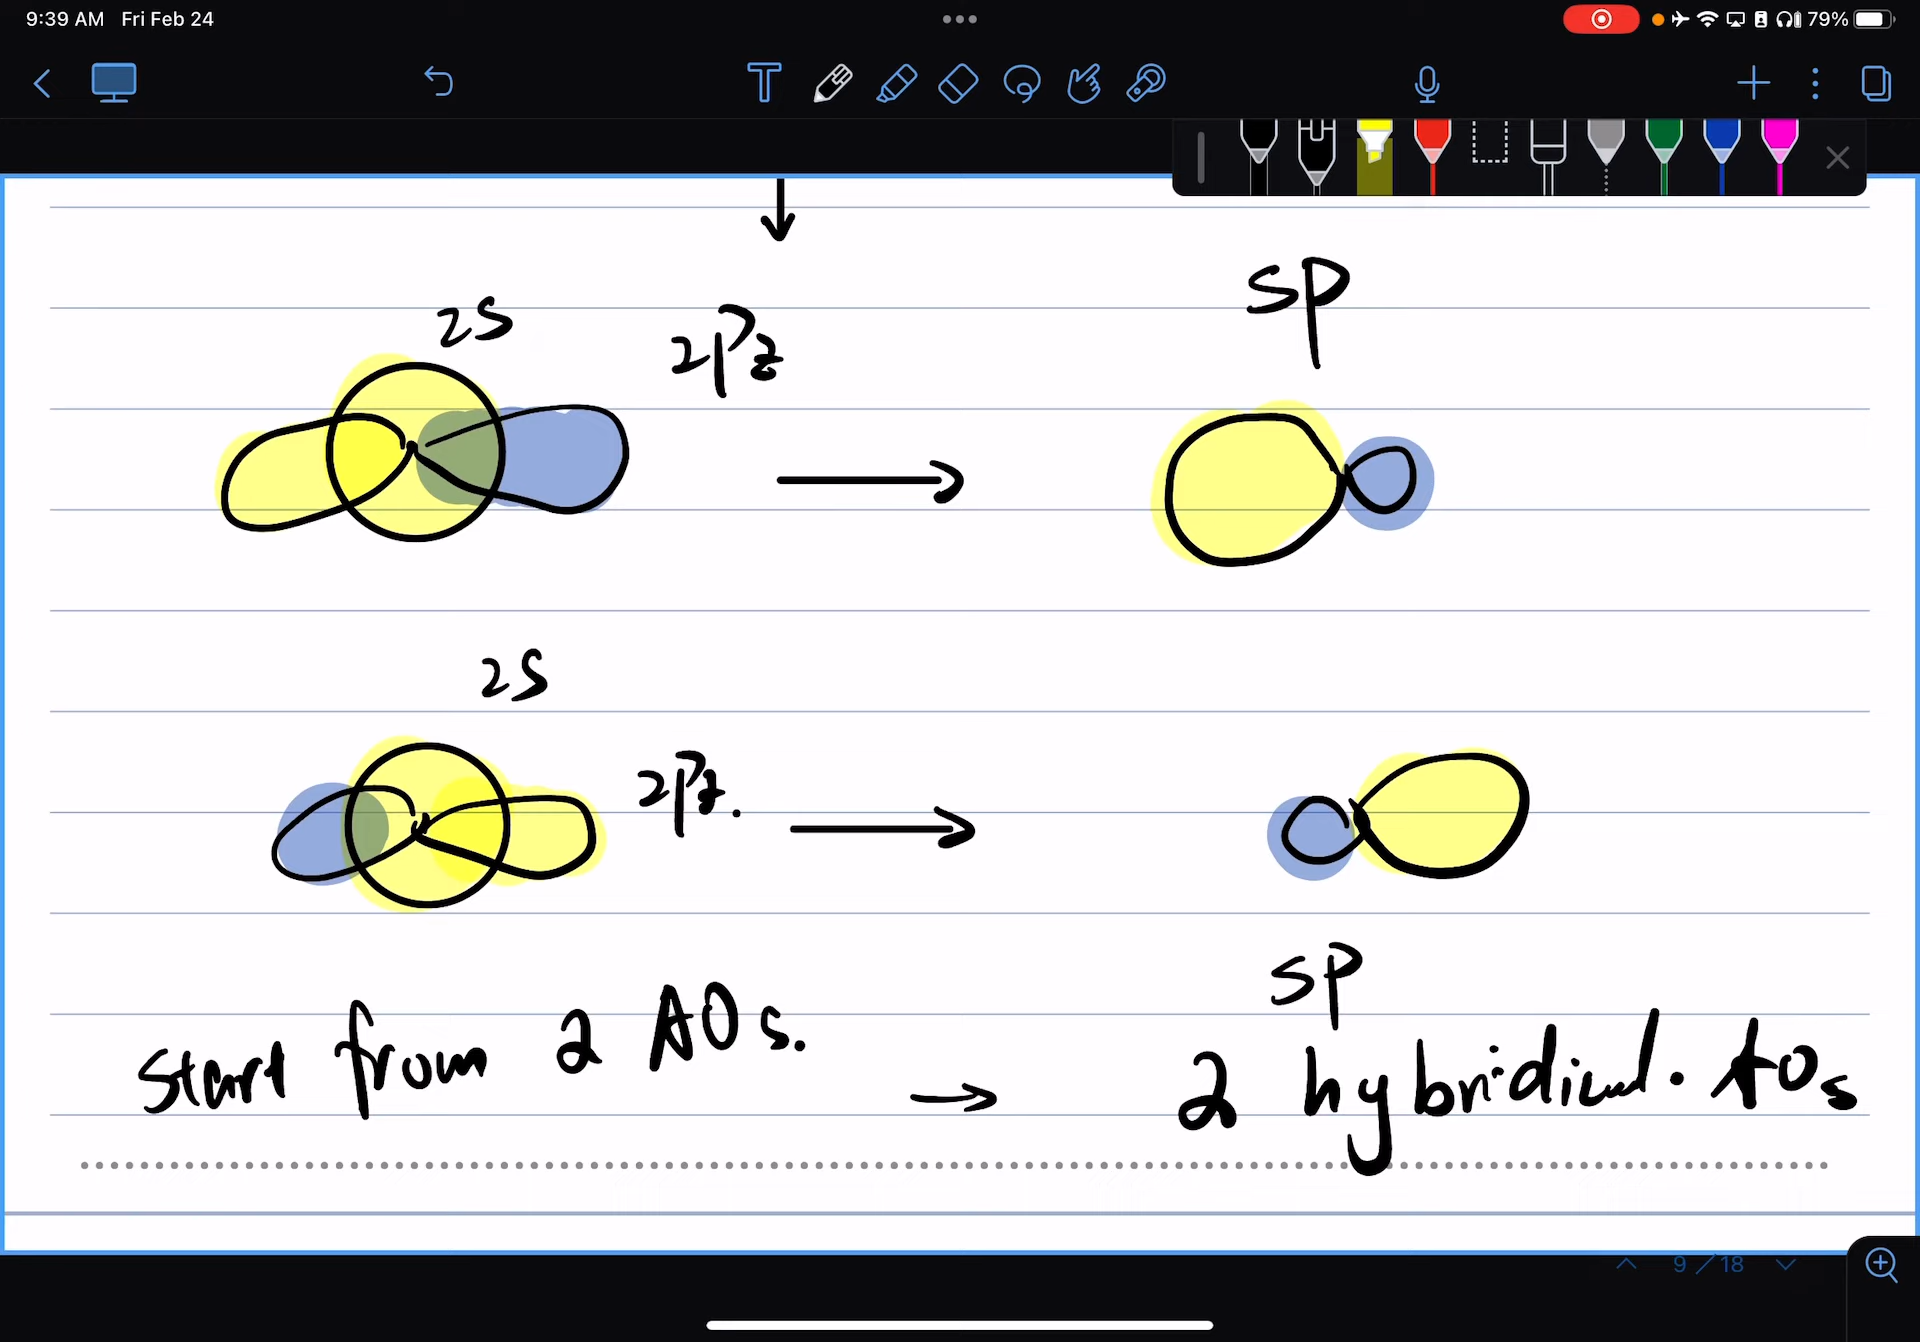 9:39 AM Fri Feb 24
79%
T
sp
2s
2Pz
2s
2Pz.
sp
Start from 2 AOs.
→ 2 hybridical. AOs
9 / 18